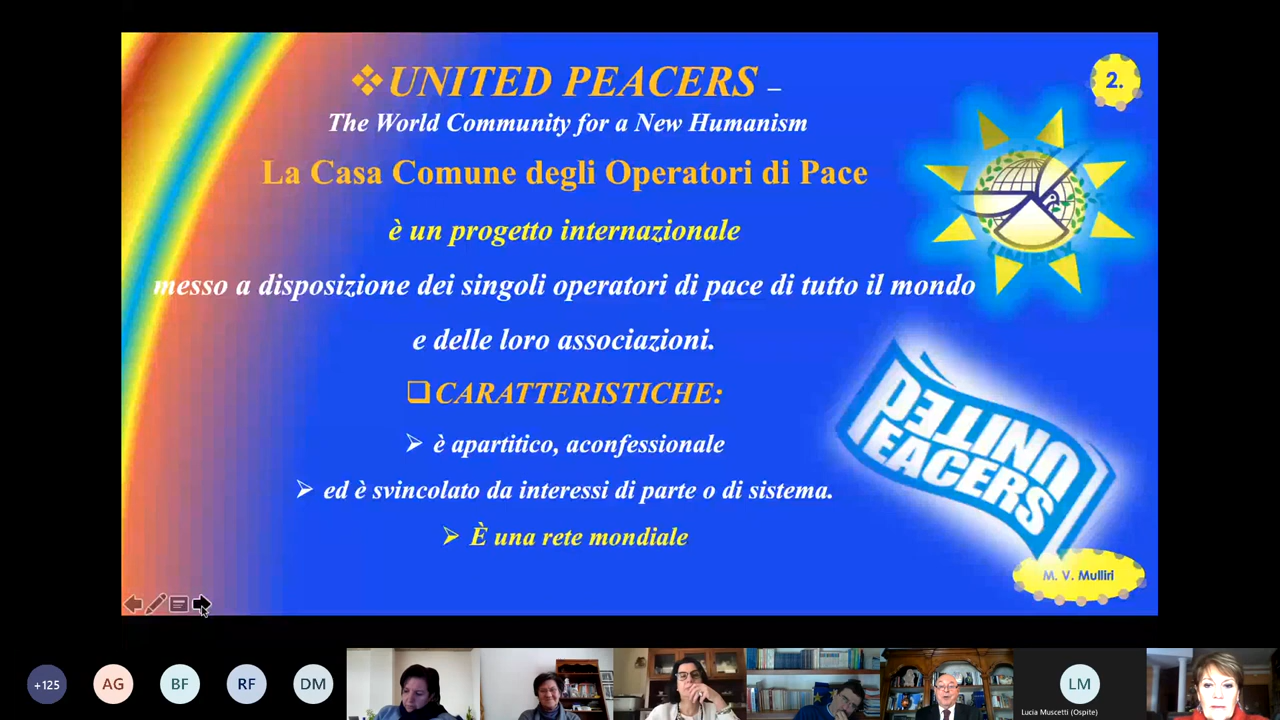 ❖UNITED PEACERS –
2.
The World Community for a New Humanism
La Casa Comune degli Operatori di Pace
è un progetto internazionale
messo a disposizione dei singoli operatori di pace di tutto il mondo
e delle loro associazioni.
❑CARATTERISTICHE:
➢ è apartitico, aconfessionale
➢ ed è svincolato da interessi di parte o di sistema.
➢ È una rete mondiale
UNIPAX
UNITED
PEACERS
M. V. Mulliri
+125
AG
BF
RF
DM
LM
Lucia Muscetti (Ospite)